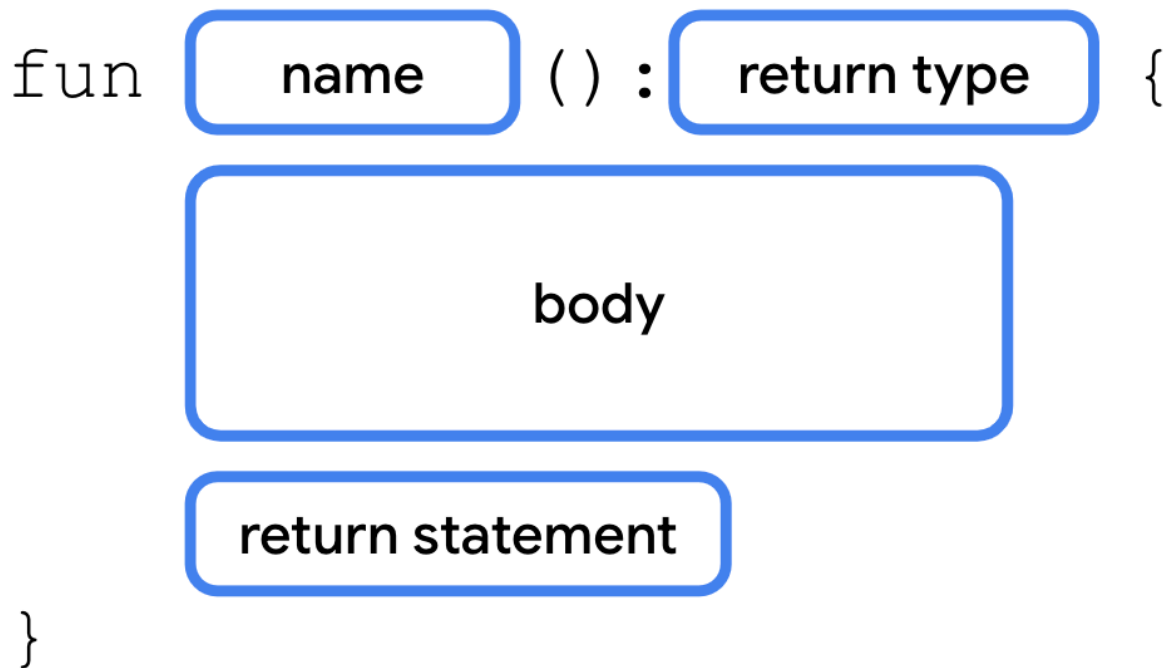 fun name () : return type {
body
return statement
}